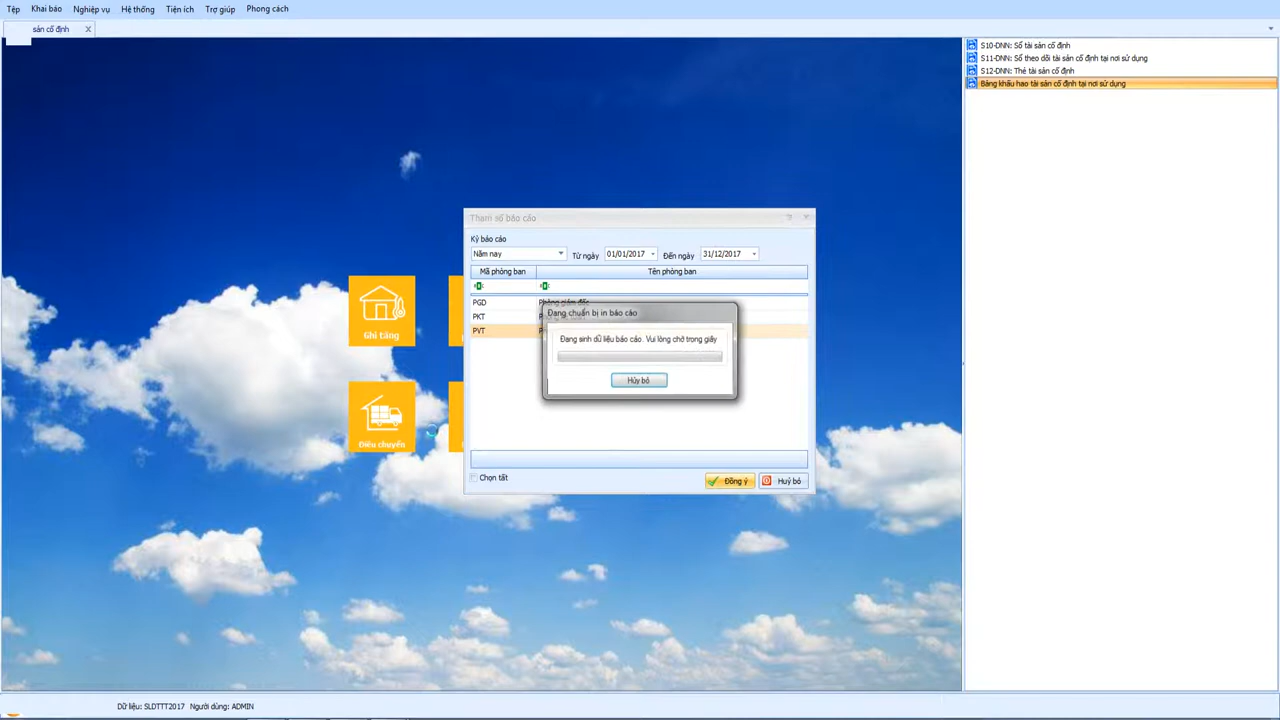 Tệp Khai báo Nghiệp vụ Hệ thống Tiện ích Trợ giúp Phong cách
sản cố định
S10-DNN: Sổ tài sản cố định
S11-DNN: Sổ theo dõi tài sản cố định tại nơi sử dụng
S12-DNN: Thẻ tài sản cố định
Bảng khấu hao tài sản cố định tại nơi sử dụng
Tham số báo cáo
Kỳ báo cáo
Năm nay Từ ngày 01/01/2017 Đến ngày 31/12/2017
Mã phòng ban Tên phòng ban
PGD Phòng giám đốc
PKT
PVT
Đang chuẩn bị in báo cáo
Đang sinh dữ liệu báo cáo. Vui lòng chờ trong giây
Hủy bỏ
Chọn tất
Đồng ý Huỷ bỏ
Ghi tăng
Điều chuyển
Dữ liệu: SLDTTT2017 Người dùng: ADMIN